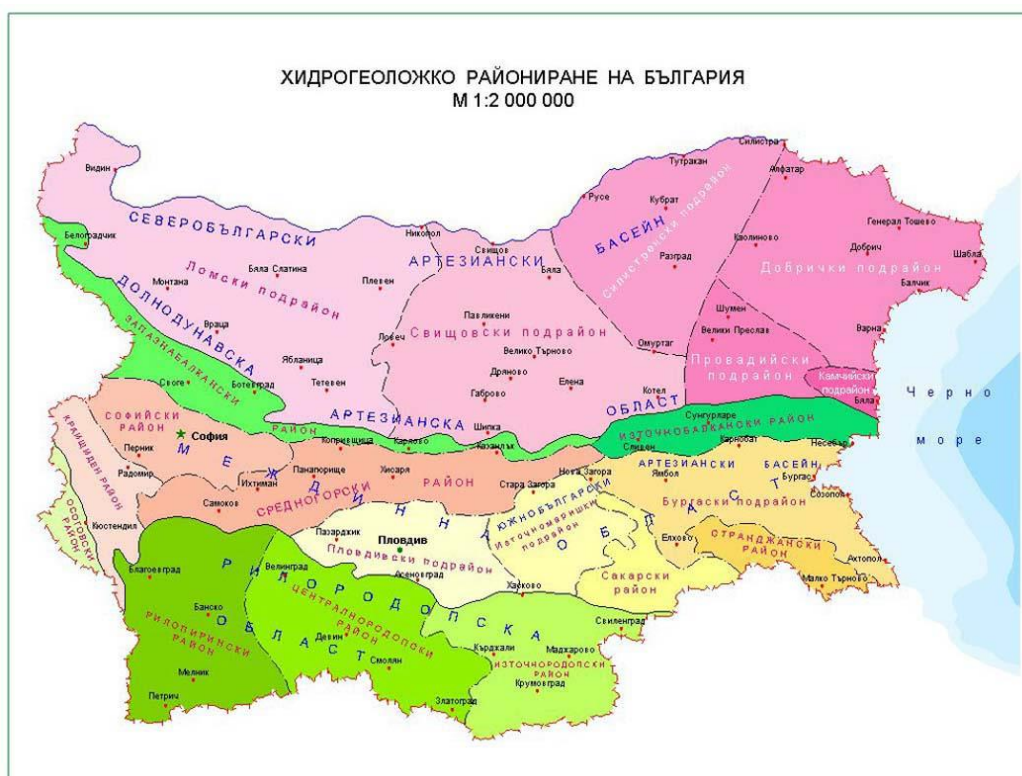 ХИДРОГЕОЛОЖКО РАЙОНИРАНЕ НА БЪЛГАРИЯ
М 1:2 000 000
Видин
Силистра
Тутракан
Алфатар
Русе
Кубрат
СЕВЕРОБЪЛГАРСКИ
АРТЕЗИАНСКИ
БАСЕЙН
Белоградчик
Никопол
Свищов
Генерал Тошево
Кволиново
Добрич
Шабла
Силистренски подрайон
Добрички подрайон
Бяла Слатина
Бяла
Разград
Балчик
Монтана
Плевен
Ломски подрайон
ДОЛНОДУНАВСКА
Шумен
Враца
Павликени
Велики Преслав
Варна
Ловеч
Свищовски подрайон
ЗАПАЗНАБАЛКАНСКИ
Омуртаг
Провадийски
подрайон
Ябланица
Велико Търново
Дряново
Камчийски
подрайон
Своге
Ботевград
Тетевен
Елена
Котел
Габрово
Бяла
Черно
море
СОФИЙСКИ
РАЙОН
РАЙОН
АРТЕЗИАНСКА
ОБЛАСТ
Сунгурларе
ИЗТОЧНОБАЛКАНСКИ РАЙОН
Шипка
София
Копривщица
Карлово
Казанлък
Сливен
Карнобат
Несебър
КРАИЩИДЕН РАЙОН
Перник
Радомир
МЕЖДИННА
ОБЛАСТ
Панагюрище
Хисаря
Ихтиман
Нова Загора
Стара Загора
АРТЕЗИАНСКИ
БАСЕЙН
Ямбол
Бургас
Созопол
Самоков
СРЕДНОГОРСКИ
РАЙОН
ЮЖНОБЪЛГАРСКИ
Бургаски подрайон
ОСОГОВСКИ
РАЙОН
Кюстендил
Пазарджик
Пловдив
Пловдивски подрайон
Източномаришки
подрайон
Елхово
СТРАНДЖАНСКИ
РАЙОН
Ахтопол
Благоевград
Велинград
Асеновград
Хасково
Сакарски
район
Малко Търново
РИЛОРОДОПСКА
ОБЛАСТ
ЦЕНТРАЛНОРОДОПСКИ
РАЙОН
Банско
РИЛОПИРИНСКИ
РАЙОН
Девин
Свиленград
Смолян
Кърджали
Маджарово
ИЗТОЧНОРОДОПСКИ
РАЙОН
Мелник
Крумовград
Петрич
Златоград